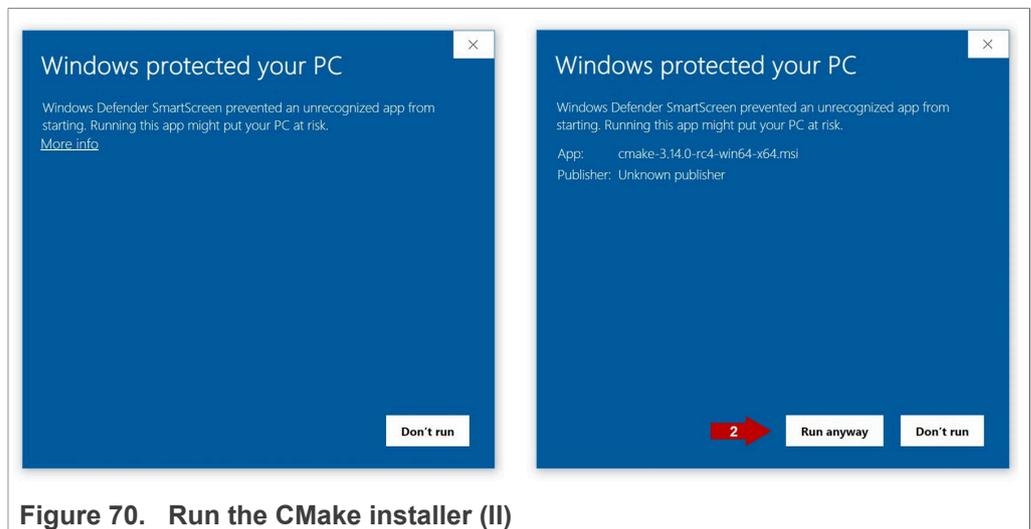 Windows protected your PC
Windows Defender SmartScreen prevented an unrecognized app from
starting. Running this app might put your PC at risk.
More info
Don't run
Windows protected your PC
Windows Defender SmartScreen prevented an unrecognized app from
starting. Running this app might put your PC at risk.
App: cmake-3.14.0-rc4-win64-x64.msi
Publisher: Unknown publisher
2 Run anyway Don't run
Figure 70. Run the CMake installer (II)